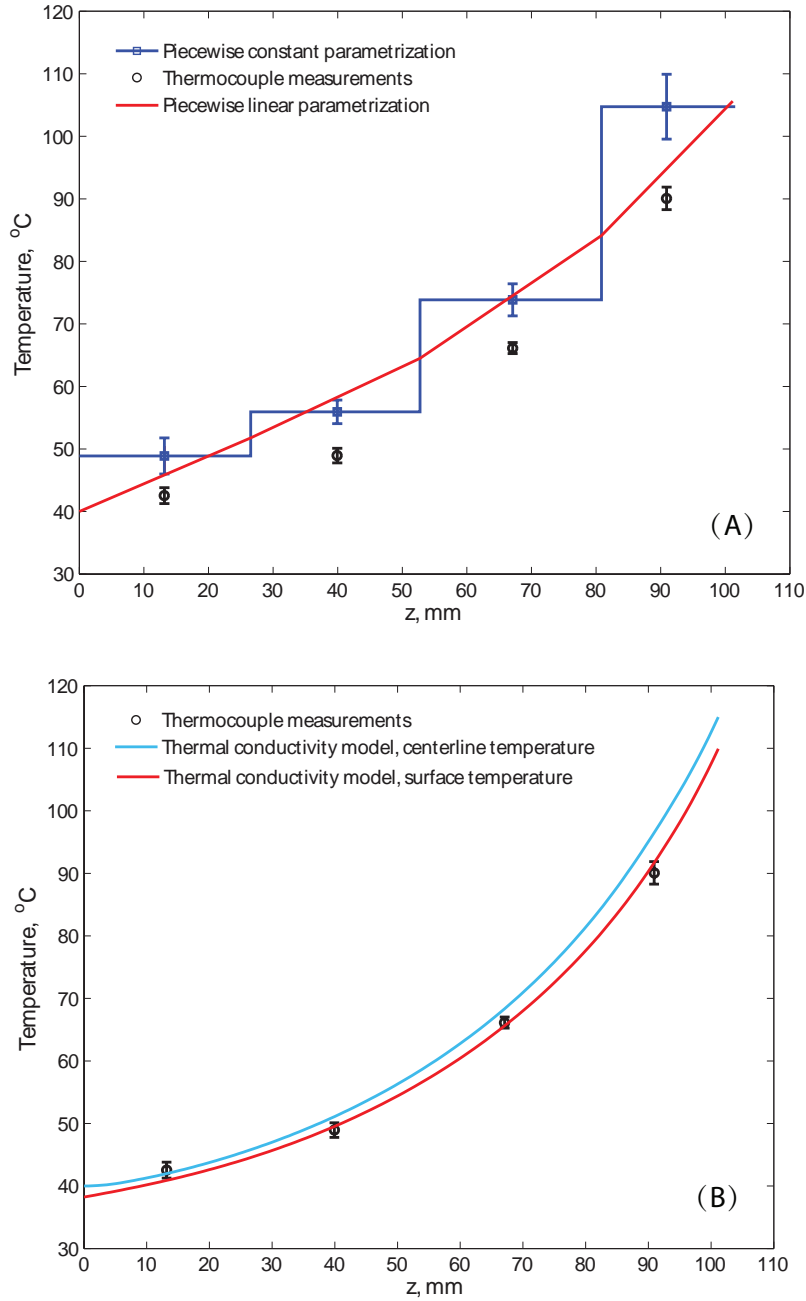 120
110
100
90
80
70
60
50
40
30
Temperature, °C
Piecewise constant parametrization
Thermocouple measurements
Piecewise linear parametrization
(A)
0 10 20 30 40 50 60 70 80 90 100 110
z, mm
120
110
100
90
80
70
60
50
40
30
Temperature, °C
Thermocouple measurements
Thermal conductivity model, centerline temperature
Thermal conductivity model, surface temperature
(B)
0 10 20 30 40 50 60 70 80 90 100 110
z, mm